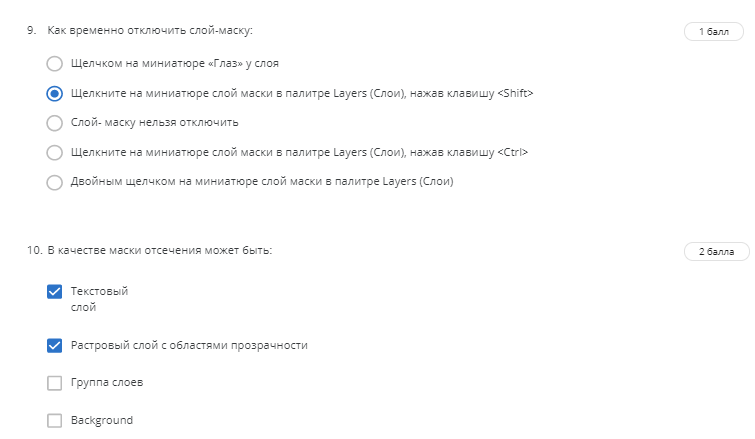 9. Как временно отключить слой-маску:
1 балл
Щелчком на миниатюре «Глаз» у слоя
Щелкните на миниатюре слой маски в палитре Layers (Слои), нажав клавишу <Shift>
Слой- маску нельзя отключить
Щелкните на миниатюре слой маски в палитре Layers (Слои), нажав клавишу <Ctrl>
Двойным щелчком на миниатюре слой маски в палитре Layers (Слои)
10. В качестве маски отсечения может быть:
2 балла
Текстовый
слой
Растровый слой с областями прозрачности
Группа слоев
Background